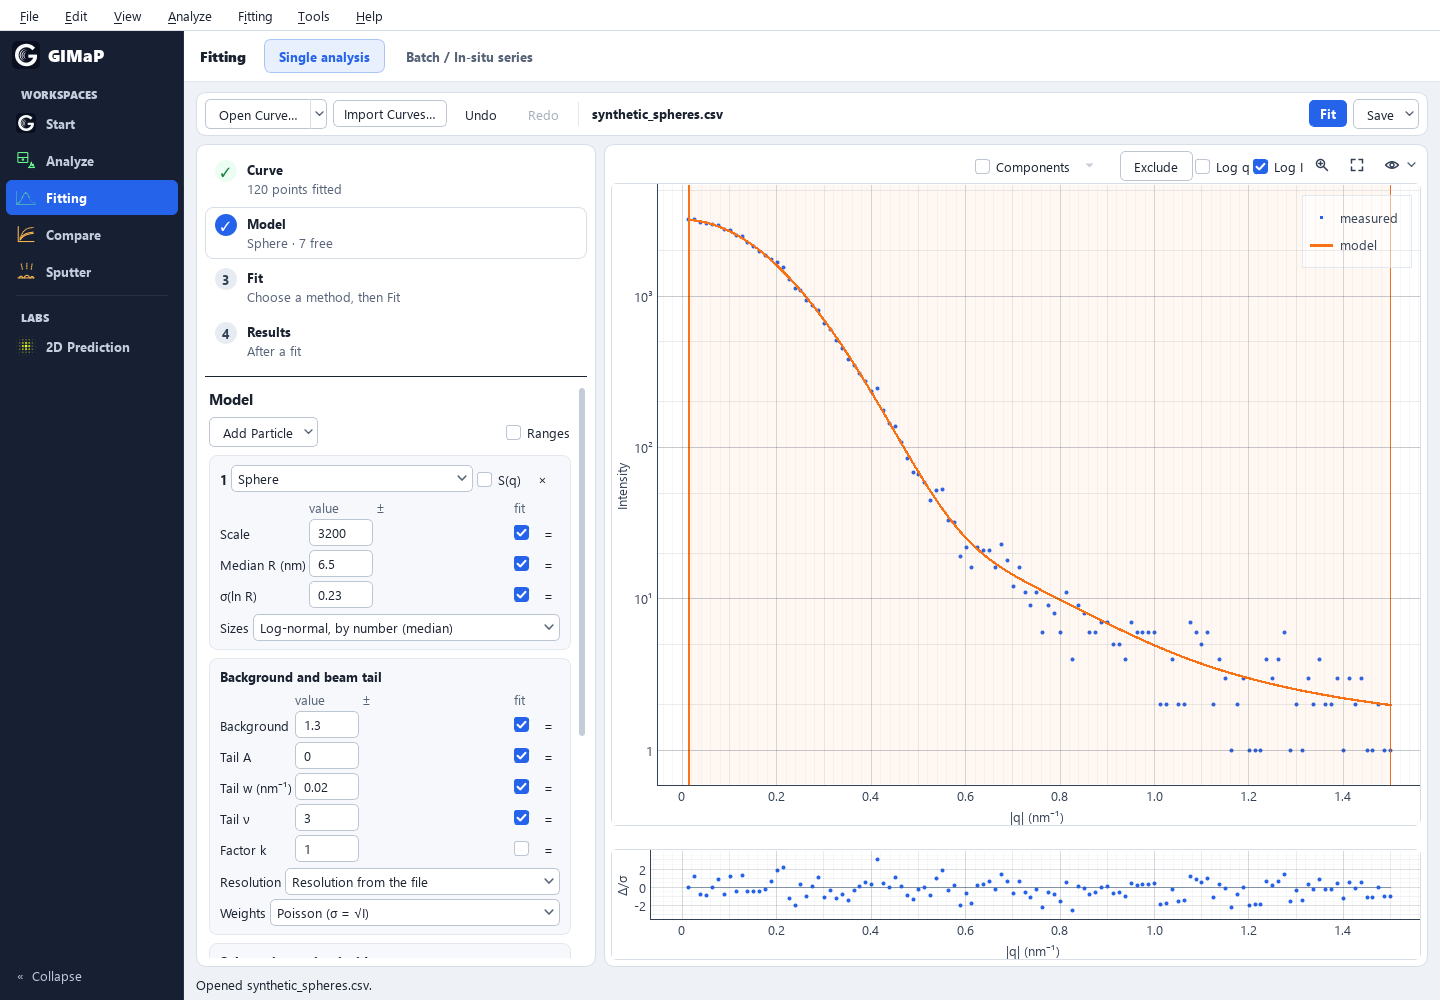 File Edit View Analyze Fitting Tools Help
GIMaP
Fitting Single analysis Batch / In-situ series
WORKSPACES
Start
Analyze
Fitting
Compare
Sputter
LABS
2D Prediction
« Collapse
Open Curve... Import Curves... Undo Redo synthetic_spheres.csv Fit Save
✓ Curve
120 points fitted
✓ Model
Sphere · 7 free
3 Fit
Choose a method, then Fit
4 Results
After a fit
Model
Add Particle Ranges
1 Sphere S(q) ×
value ± fit
Scale 3200 =
Median R (nm) 6.5 =
σ(ln R) 0.23 =
Sizes Log-normal, by number (median)
Background and beam tail
value ± fit
Background 1.3 =
Tail A 0 =
Tail w (nm⁻¹) 0.02 =
Tail ν 3 =
Factor k 1 =
Resolution Resolution from the file
Weights Poisson (σ = √I)
Components Exclude Log q Log I
measured
model
Intensity
10³
10²
10¹
1
0 0.2 0.4 0.6 0.8 1.0 1.2 1.4
|q| (nm⁻¹)
Δ/σ
2
0
-2
0 0.2 0.4 0.6 0.8 1.0 1.2 1.4
|q| (nm⁻¹)
Opened synthetic_spheres.csv.